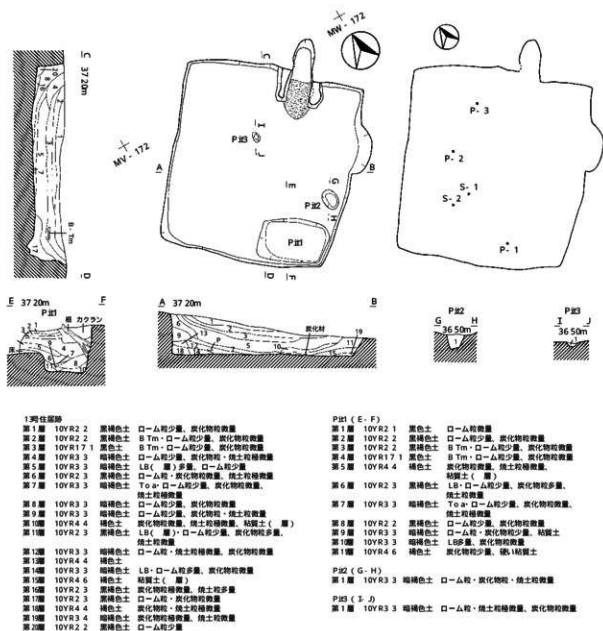 MW - 172
C
37 20m
MV - 172
A
B
Pit3
I
J
E
G
H
Pit2
Pit1
F
D
P - 3
P - 2
S - 1
S - 2
P - 1
B - Tm
17
E 37 20m F
Pit1
根 カクラン
床
A 37 20m B
炭化材
P
Pit2
G H
36 50m
1
Pit3
I J
36 50m
1
13号住居跡
第1層 10YR2 2 黒褐色土 ローム粒少量、炭化物粒微量
第2層 10YR2 2 黒褐色土 B Tm・ローム粒少量、炭化物粒微量
第3層 10YR17 1 黒色土 B Tm・ローム粒少量、炭化物粒微量
第4層 10YR3 3 暗褐色土 ローム粒少量、炭化物粒・焼土粒極微量
第5層 10YR3 3 暗褐色土 LB( 層)多量、ローム粒少量
第6層 10YR2 3 黒褐色土 ローム粒・炭化物粒微量、焼土粒極微量
第7層 10YR3 3 暗褐色土 To a・ローム粒少量、炭化物粒微量、
焼土粒極微量
第8層 10YR3 3 暗褐色土 ローム粒少量、炭化物粒微量
第9層 10YR3 3 暗褐色土 ローム粒少量、炭化物粒・焼土粒微量
第10層 10YR4 4 褐色土 炭化物粒微量、焼土粒極微量、粘質土( 層)
第11層 10YR2 3 黒褐色土 LB( 層)・ローム粒少量、炭化物粒多量、
焼土粒微量
第12層 10YR3 3 暗褐色土 ローム粒・焼土粒極微量、炭化物粒微量
第13層 10YR4 4 褐色土
第14層 10YR3 3 暗褐色土 LB・ローム粒多量、炭化物粒微量
第15層 10YR4 6 褐色土 粘質土( 層)
第16層 10YR2 3 黒褐色土 炭化物粒極微量、焼土粒多量
第17層 10YR2 3 黒褐色土 ローム粒・炭化物粒微量
第18層 10YR4 4 褐色土 炭化物粒・焼土粒極微量
第19層 10YR3 4 暗褐色土 炭化物粒極微量、焼土粒微量
第20層 10YR2 2 黒褐色土 ローム粒少量
Pit1 ( E - F )
第1層 10YR2 1 黒色土 ローム粒微量
第2層 10YR2 2 黒褐色土 ローム粒少量、炭化物粒微量
第3層 10YR2 2 黒褐色土 B Tm・ローム粒少量、炭化物粒微量
第4層 10YR17 1 黒色土 B Tm・ローム粒少量、炭化物粒微量
第5層 10YR4 4 褐色土 炭化物粒微量、焼土粒極微量、
粘質土( 層)
第6層 10YR2 3 黒褐色土 LB・ローム粒少量、炭化物粒多量、
焼土粒微量
第7層 10YR3 3 暗褐色土 To a・ローム粒少量、炭化物粒微量、
焼土粒極微量
第8層 10YR2 2 黒褐色土 ローム粒少量、炭化物粒微量
第9層 10YR3 3 暗褐色土 ローム粒・炭化物粒少量、粘質土
第10層 10YR3 3 暗褐色土 LB多量、炭化物粒微量
第11層 10YR4 6 褐色土 炭化物粒少量、硬い粘質土
Pit2 ( G - H )
第1層 10YR3 3 暗褐色土 ローム粒・炭化物粒・焼土粒微量
Pit3 ( I - J )
第1層 10YR3 3 暗褐色土 ローム粒・焼土粒極微量、炭化物粒微量